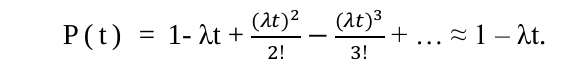 P(t) = 1- λt + (λt)²/2! − (λt)³/3! + … ≈ 1 – λt.